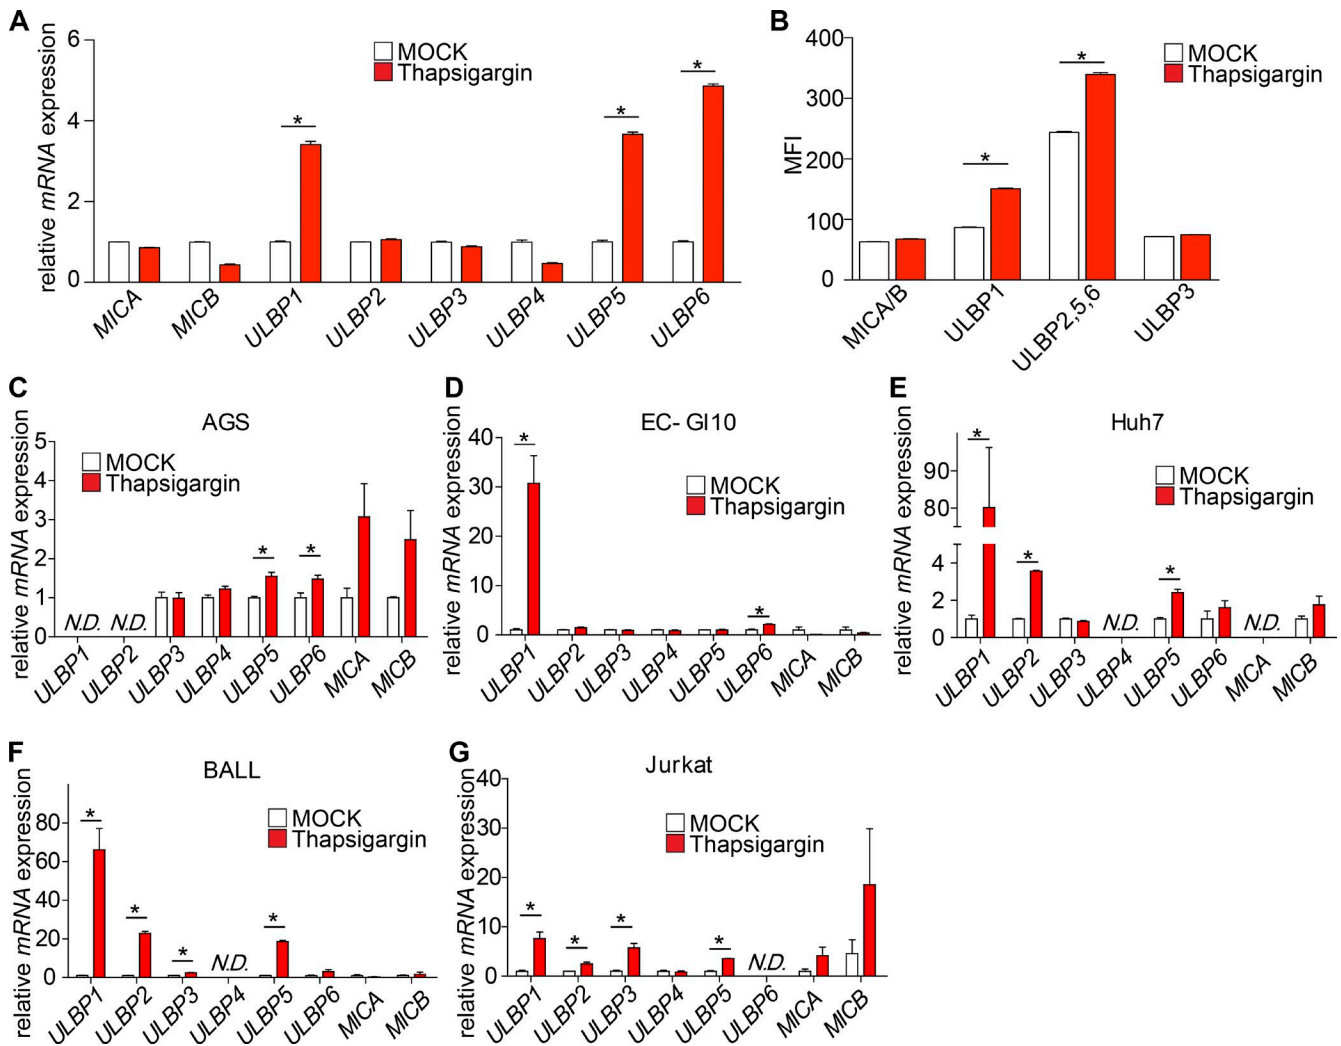 A
relative mRNA expression
6
4
2
0
MOCK
Thapsigargin
*
*
*
MICA
MICB
ULBP1
ULBP2
ULBP3
ULBP4
ULBP5
ULBP6
B
MFI
400
300
200
100
0
MOCK
Thapsigargin
*
*
MICA/B
ULBP1
ULBP2,5,6
ULBP3
C
AGS
relative mRNA expression
5
4
3
2
1
0
MOCK
Thapsigargin
N.D.
N.D.
*
*
ULBP1
ULBP2
ULBP3
ULBP4
ULBP5
ULBP6
MICA
MICB
D
EC- GI10
relative mRNA expression
40
30
20
10
0
MOCK
Thapsigargin
*
*
ULBP1
ULBP2
ULBP3
ULBP4
ULBP5
ULBP6
MICA
MICB
E
Huh7
relative mRNA expression
90
80
4
2
0
MOCK
Thapsigargin
*
*
N.D.
*
N.D.
ULBP1
ULBP2
ULBP3
ULBP4
ULBP5
ULBP6
MICA
MICB
F
BALL
relative mRNA expression
80
60
40
20
0
MOCK
Thapsigargin
*
*
*
N.D.
*
ULBP1
ULBP2
ULBP3
ULBP4
ULBP5
ULBP6
MICA
MICB
G
Jurkat
relative mRNA expression
40
30
20
10
0
MOCK
Thapsigargin
*
*
*
*
N.D.
ULBP1
ULBP2
ULBP3
ULBP4
ULBP5
ULBP6
MICA
MICB